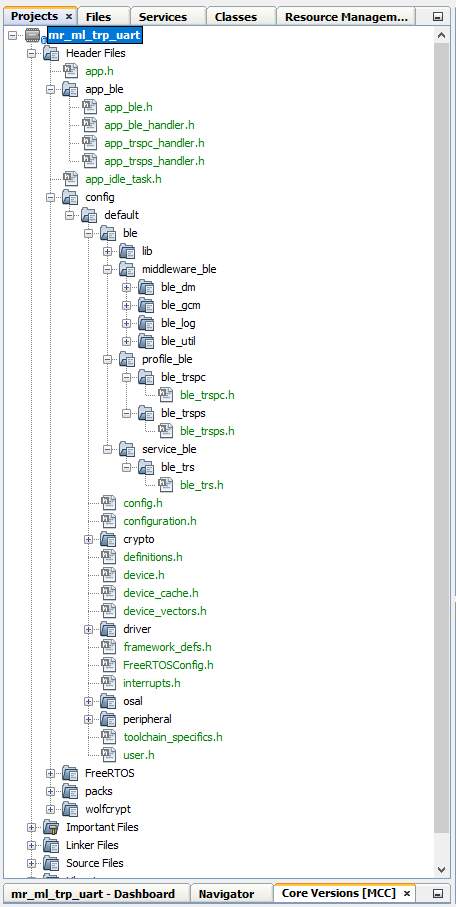 Projects × Files Services Classes Resource Managem...
mr_ml_trp_uart
Header Files
app.h
app_ble
app_ble.h
app_ble_handler.h
app_trspc_handler.h
app_trsps_handler.h
app_idle_task.h
config
default
ble
lib
middleware_ble
ble_dm
ble_gcm
ble_log
ble_util
profile_ble
ble_trspc
ble_trspc.h
ble_trsps
ble_trsps.h
service_ble
ble_trs
ble_trs.h
config.h
configuration.h
crypto
definitions.h
device.h
device_cache.h
device_vectors.h
driver
framework_defs.h
FreeRTOSConfig.h
interrupts.h
osal
peripheral
toolchain_specifics.h
user.h
FreeRTOS
packs
wolfcrypt
Important Files
Linker Files
Source Files
mr_ml_trp_uart - Dashboard Navigator Core Versions [MCC] ×